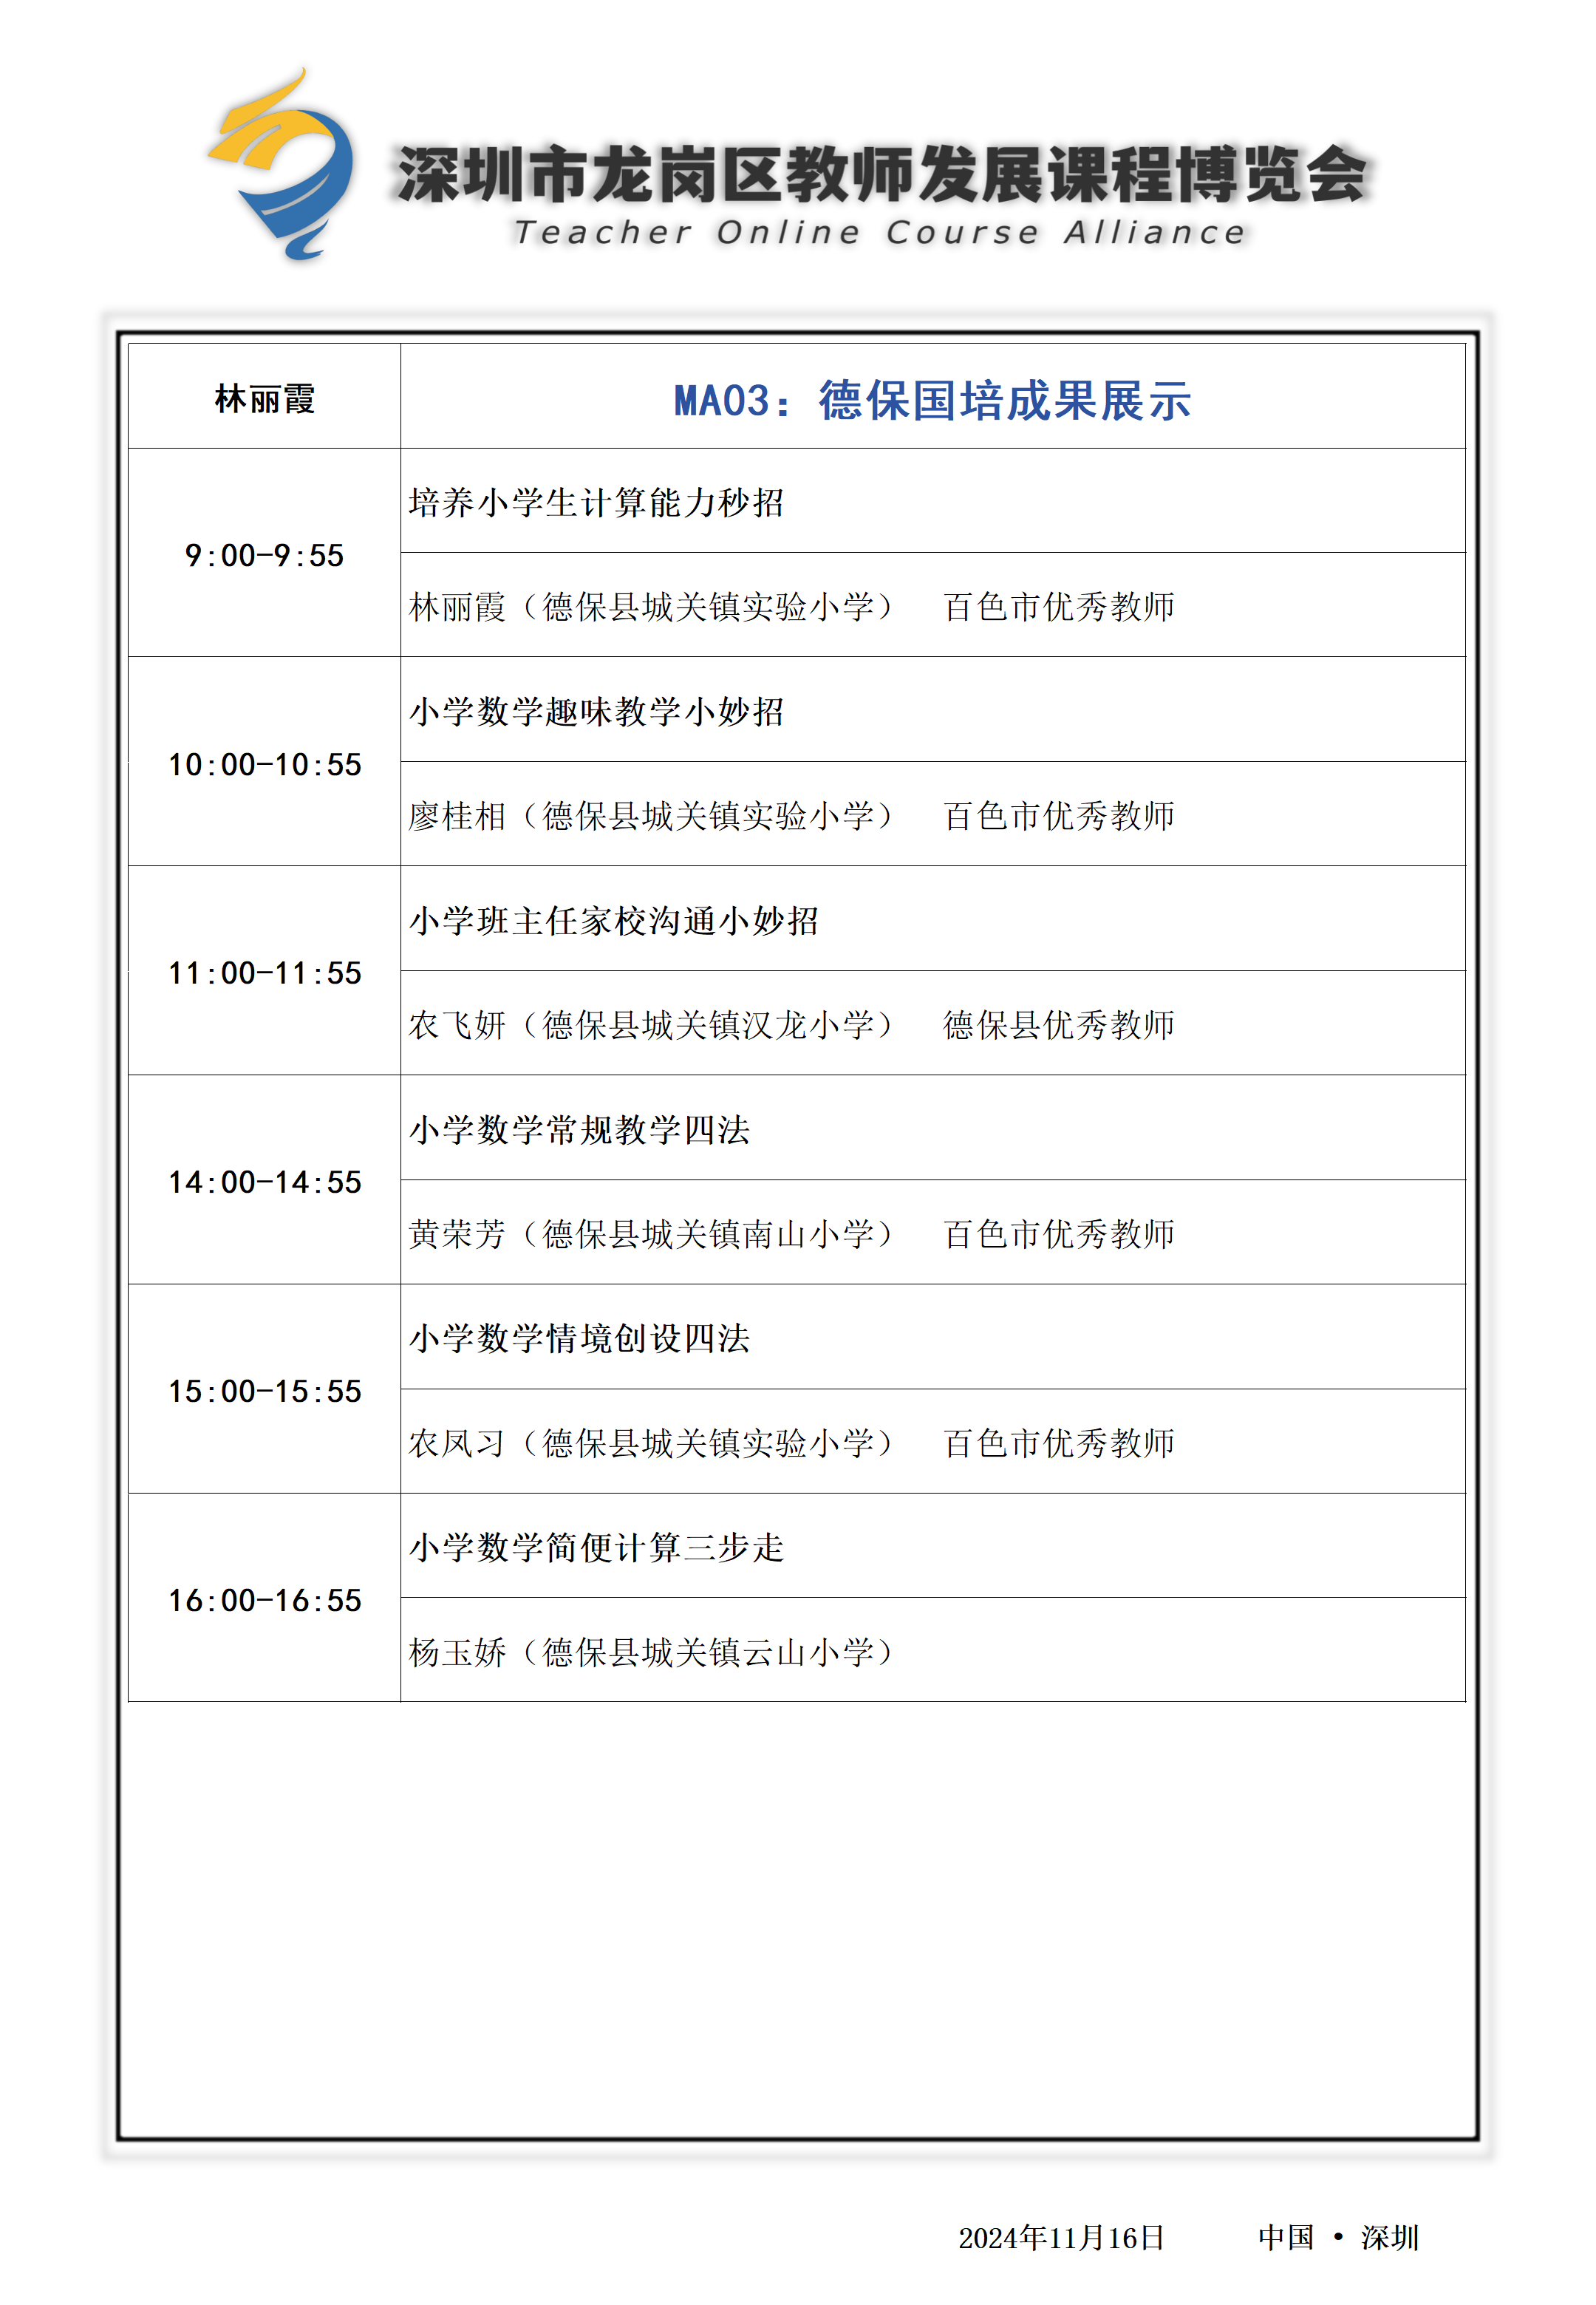 深圳市龙岗区教师发展课程博览会
Teacher Online Course Alliance
林丽霞
MA03：德保国培成果展示
9:00-9:55
培养小学生计算能力秒招
林丽霞（德保县城关镇实验小学） 百色市优秀教师
10:00-10:55
小学数学趣味教学小妙招
廖桂相（德保县城关镇实验小学） 百色市优秀教师
11:00-11:55
小学班主任家校沟通小妙招
农飞妍（德保县城关镇汉龙小学） 德保县优秀教师
14:00-14:55
小学数学常规教学四法
黄荣芳（德保县城关镇南山小学） 百色市优秀教师
15:00-15:55
小学数学情境创设四法
农凤习（德保县城关镇实验小学） 百色市优秀教师
16:00-16:55
小学数学简便计算三步走
杨玉娇（德保县城关镇云山小学）
2024年11月16日 中国 • 深圳